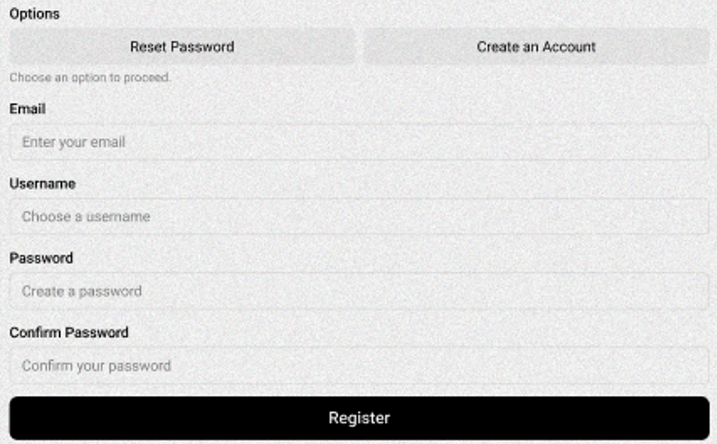 Options
Reset Password Create an Account
Choose an option to proceed.
Email
Enter your email
Username
Choose a username
Password
Create a password
Confirm Password
Confirm your password
Register